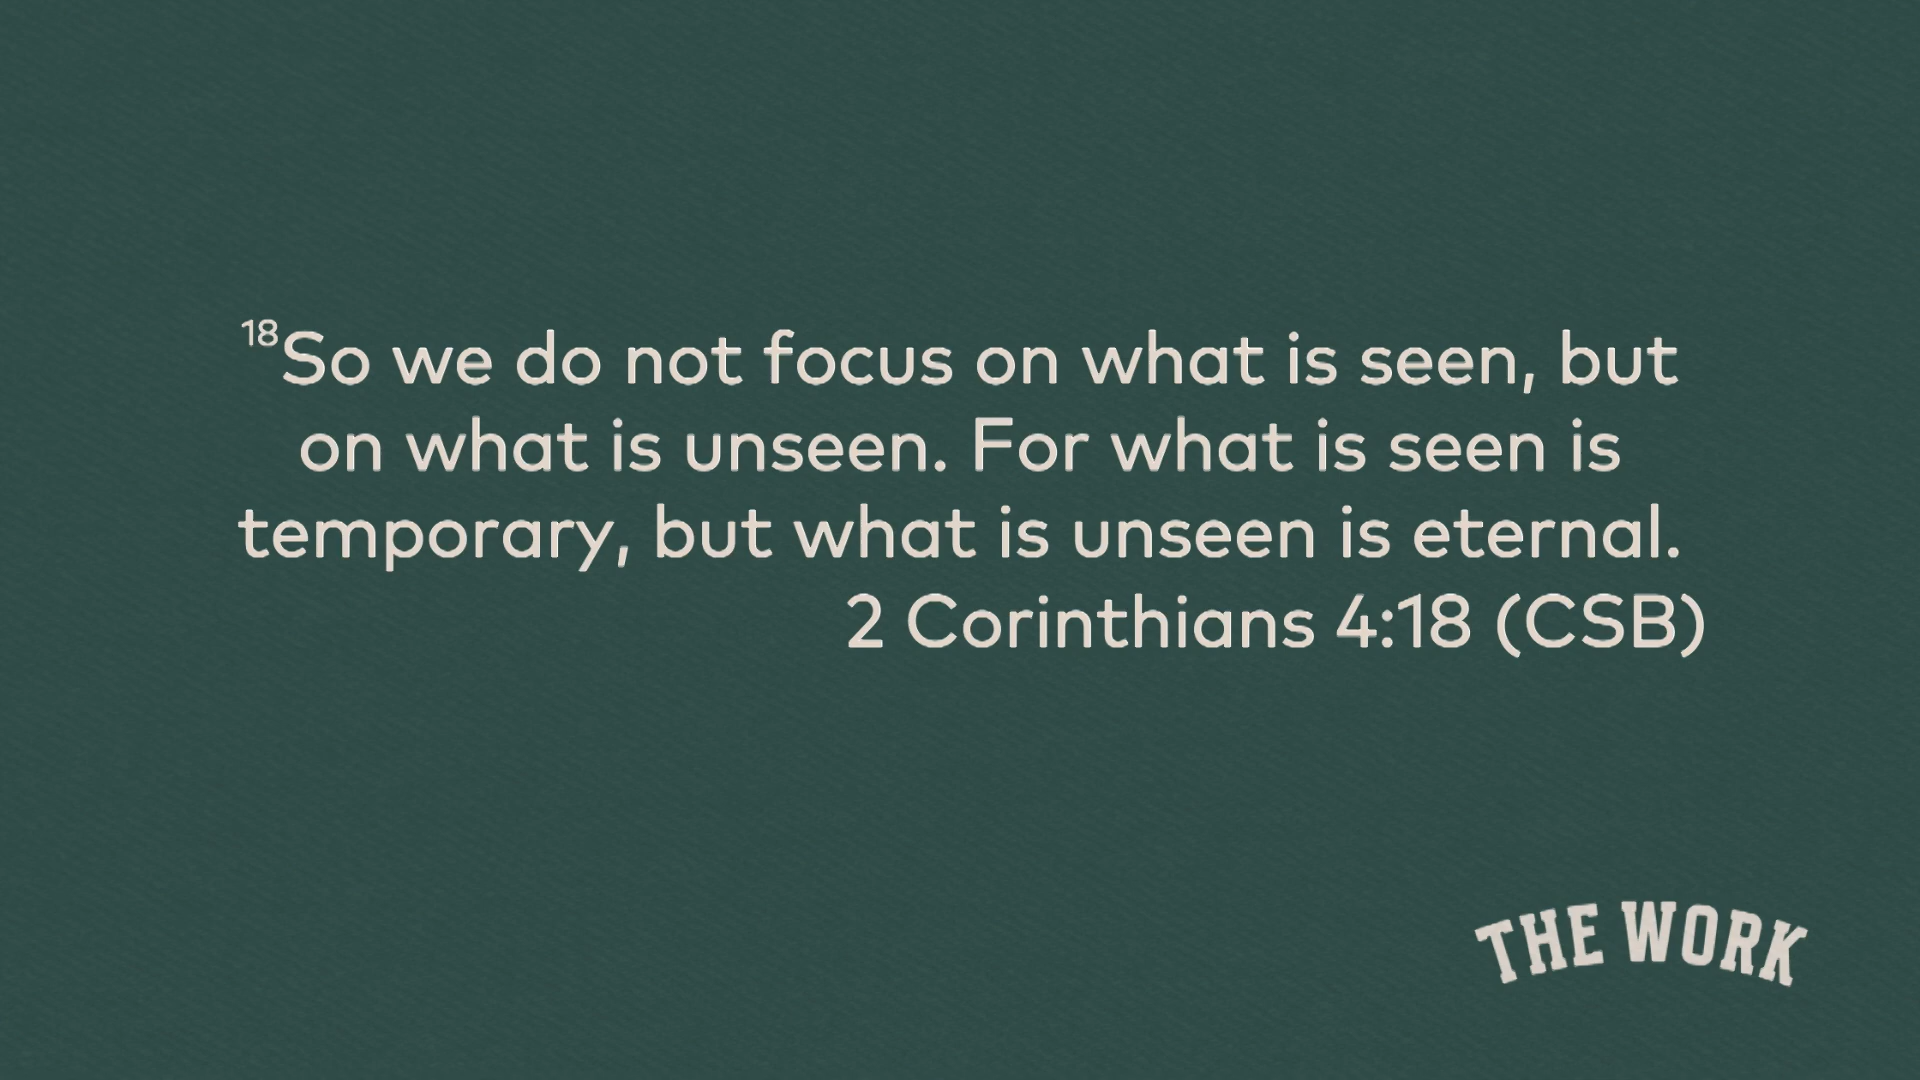 18So we do not focus on what is seen, but
on what is unseen. For what is seen is
temporary, but what is unseen is eternal.
2 Corinthians 4:18 (CSB)
THE WORK